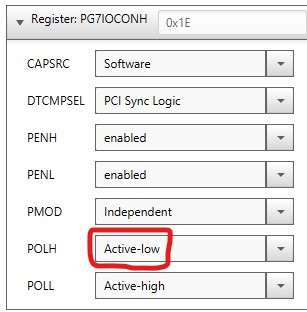 Register: PG7IOCONH 0x1E
CAPSRC Software
DTCMPSEL PCI Sync Logic
PENH enabled
PENL enabled
PMOD Independent
POLH Active-low
POLL Active-high